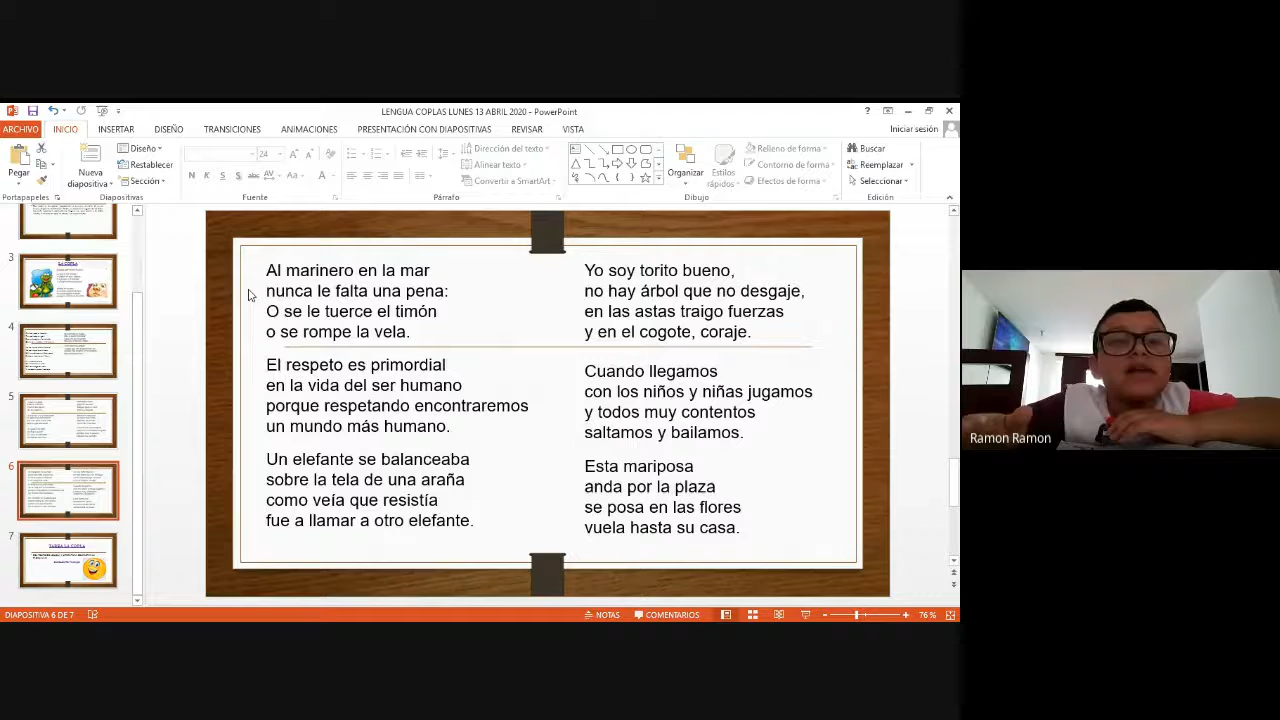 LENGUA COPLAS LUNES 13 ABRIL 2020 - PowerPoint
ARCHIVO INICIO INSERTAR DISEÑO TRANSICIONES ANIMACIONES PRESENTACIÓN CON DIAPOSITIVAS REVISAR VISTA Iniciar sesión
Pegar
Nueva
diapositiva
Diseño
Restablecer
Sección
24
Dirección del texto
Alinear texto
Convertir a SmartArt
Organizar
Estilos
rápidos
Relleno de forma
Contorno de forma
Efectos de forma
Buscar
Reemplazar
Seleccionar
Portapapeles Diapositivas Fuente Párrafo Dibujo Edición
3
4
5
6
7
Al marinero en la mar
nunca le falta una pena:
O se le tuerce el timón
o se rompe la vela.
El respeto es primordial
en la vida del ser humano
porque respetando encontraremos
un mundo más humano.
Un elefante se balanceaba
sobre la tela de una araña
como veía que resistía
fue a llamar a otro elefante.
Yo soy torito bueno,
no hay árbol que no desgaje,
en las astas traigo fuerzas
y en el cogote, coraje.
Cuando llegamos
con los niños y niñas jugamos
y todos muy contentos
saltamos y bailamos.
Esta mariposa
anda por la plaza
se posa en las flores
vuela hasta su casa.
DIAPOSITIVA 6 DE 7 NOTAS COMENTARIOS 76 %
Ramon Ramon